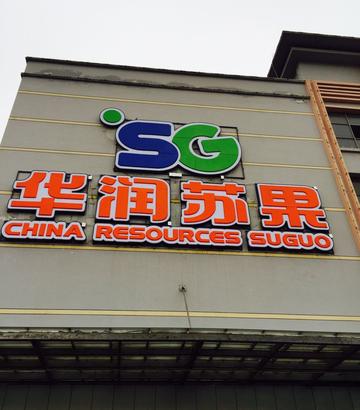 SG
华润苏果
CHINA RESOURCES SUGUO